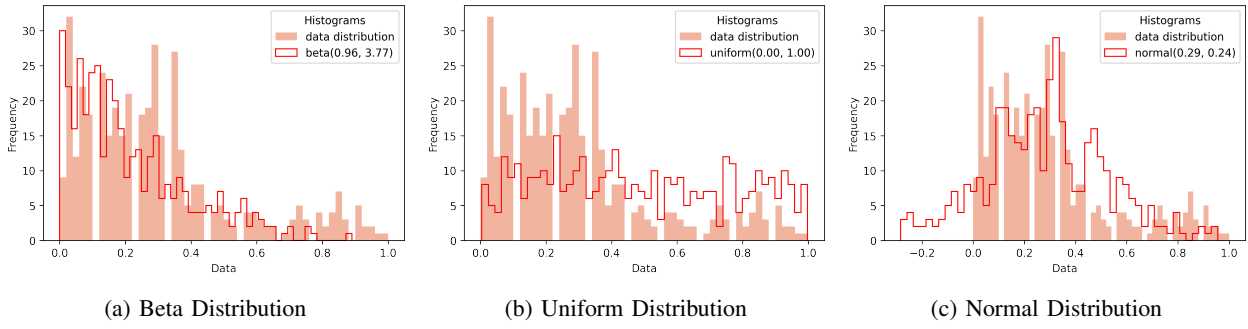 Histograms
data distribution
beta(0.96, 3.77)
Frequency
30
25
20
15
10
5
0
0.0 0.2 0.4 0.6 0.8 1.0
Data
(a) Beta Distribution
Histograms
data distribution
uniform(0.00, 1.00)
Frequency
30
25
20
15
10
5
0
0.0 0.2 0.4 0.6 0.8 1.0
Data
(b) Uniform Distribution
Histograms
data distribution
normal(0.29, 0.24)
Frequency
30
25
20
15
10
5
0
−0.2 0.0 0.2 0.4 0.6 0.8 1.0
Data
(c) Normal Distribution